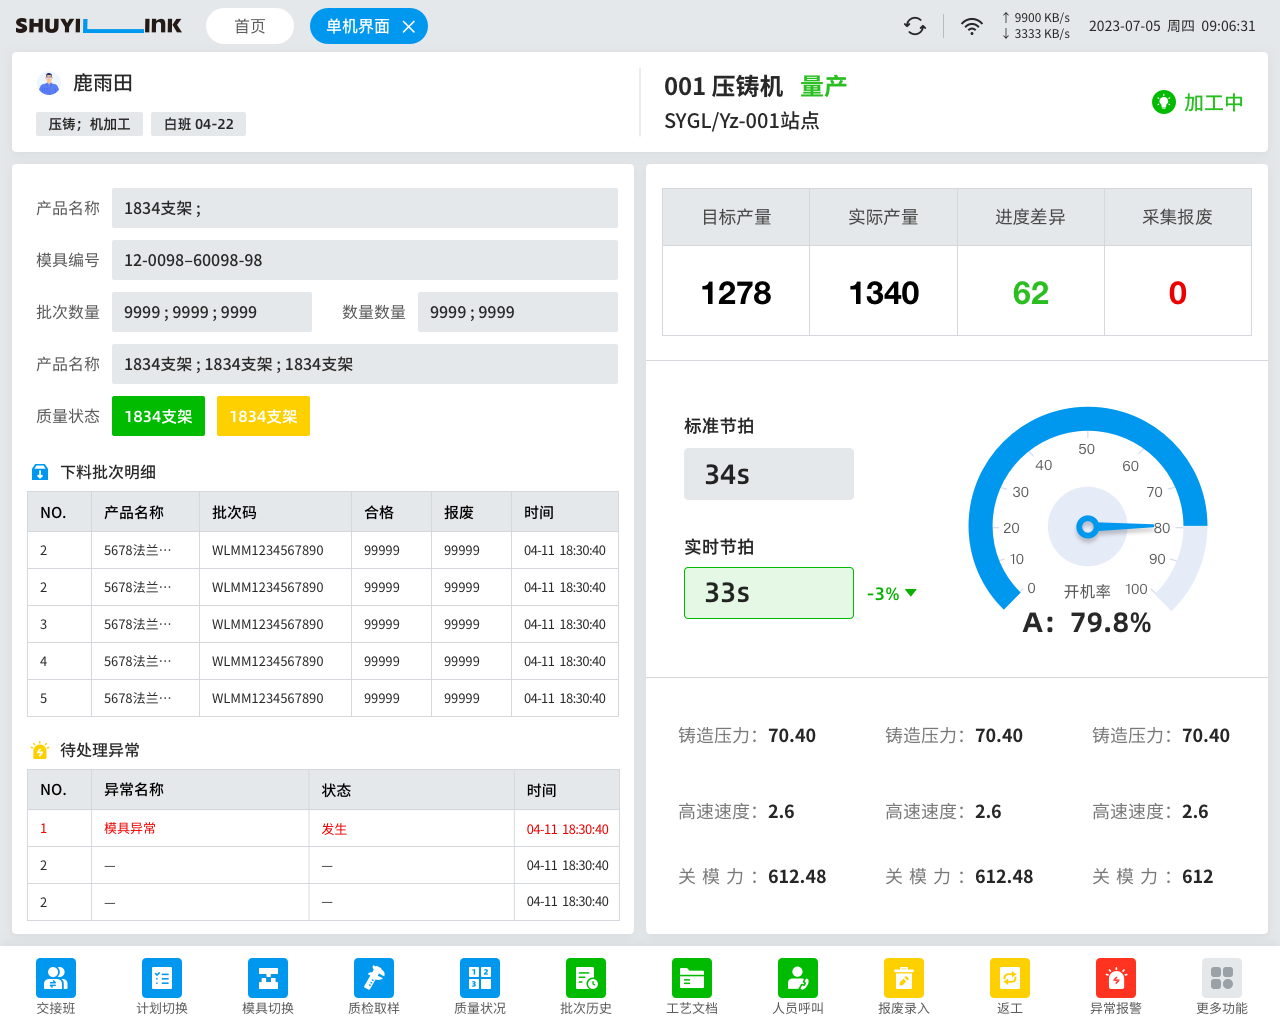 SHUYILINK 首页 单机界面 ↑ 9900 KB/s ↓ 3333 KB/s 2023-07-05 周四 09:06:31
鹿雨田
压铸；机加工 白班 04-22
001 压铸机 量产
SYGL/Yz-001站点
加工中
产品名称 1834支架 ;
模具编号 12-0098–60098-98
批次数量 9999 ; 9999 ; 9999 数量数量 9999 ; 9999
产品名称 1834支架 ; 1834支架 ; 1834支架
质量状态 1834支架 1834支架
下料批次明细
NO. 产品名称 批次码 合格 报废 时间
2 5678法兰··· WLMM1234567890 99999 99999 04-11 18:30:40
2 5678法兰··· WLMM1234567890 99999 99999 04-11 18:30:40
3 5678法兰··· WLMM1234567890 99999 99999 04-11 18:30:40
4 5678法兰··· WLMM1234567890 99999 99999 04-11 18:30:40
5 5678法兰··· WLMM1234567890 99999 99999 04-11 18:30:40
待处理异常
NO. 异常名称 状态 时间
1 模具异常 发生 04-11 18:30:40
2 — — 04-11 18:30:40
2 — — 04-11 18:30:40
目标产量 实际产量 进度差异 采集报废
1278 1340 62 0
标准节拍
34s
实时节拍
33s -3%
0 10 20 30 40 50 60 70 80 90 100
开机率
A：79.8%
铸造压力：70.40 铸造压力：70.40 铸造压力：70.40
高速速度：2.6 高速速度：2.6 高速速度：2.6
关 模 力 ：612.48 关 模 力 ：612.48 关 模 力 ：612
1 2 3
交接班 计划切换 模具切换 质检取样 质量状况 批次历史 工艺文档 人员呼叫 报废录入 返工 异常报警 更多功能